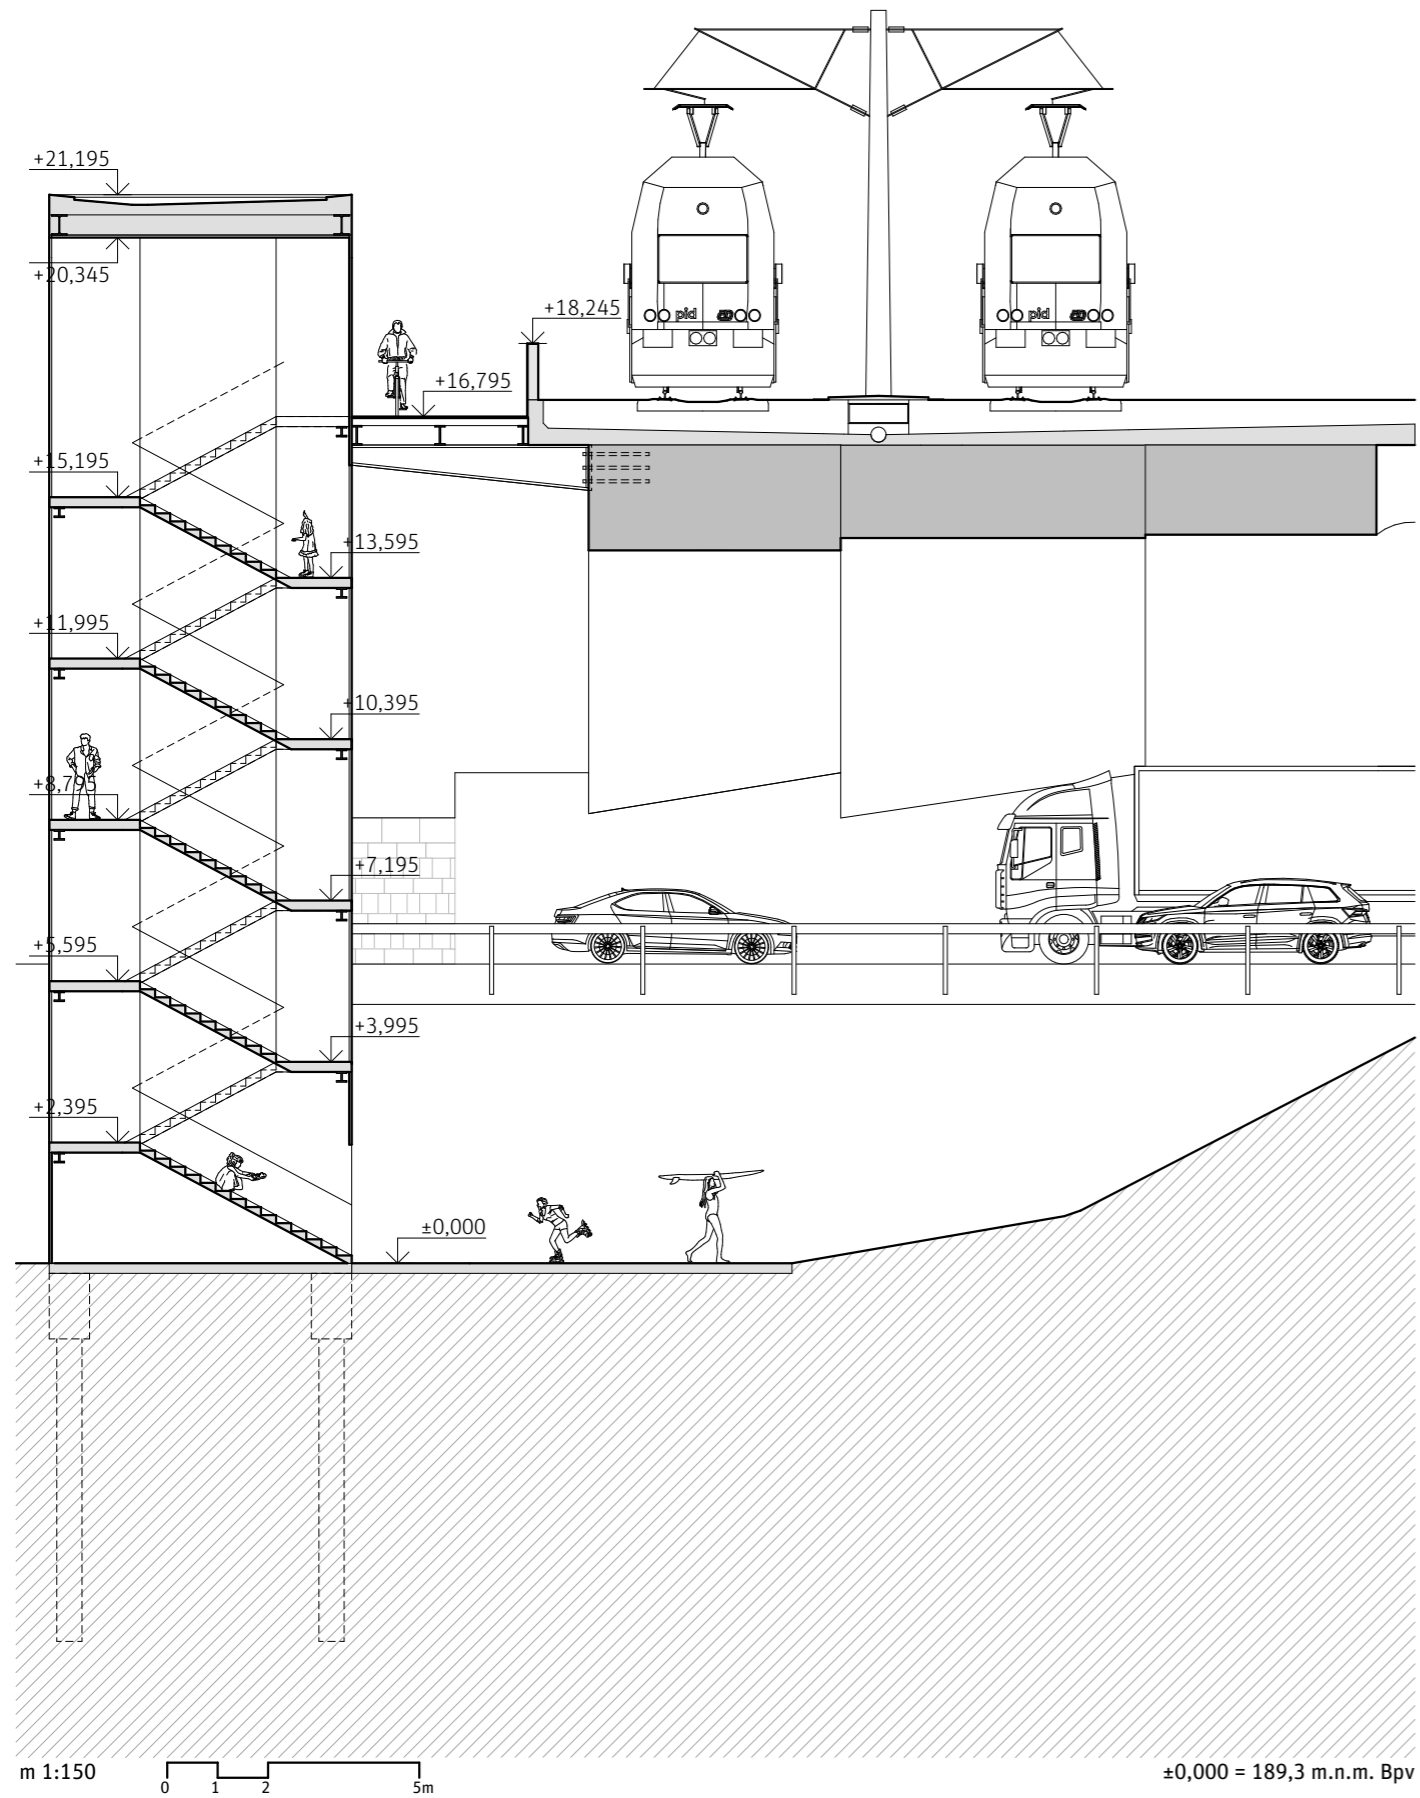 +21,195
+20,345
+18,245
pid
pid
+16,795
+15,195
+13,595
+11,995
+10,395
+8,795
+7,195
+5,595
+3,995
+2,395
±0,000
m 1:150
0 1 2 5m
±0,000 = 189,3 m.n.m. Bpv